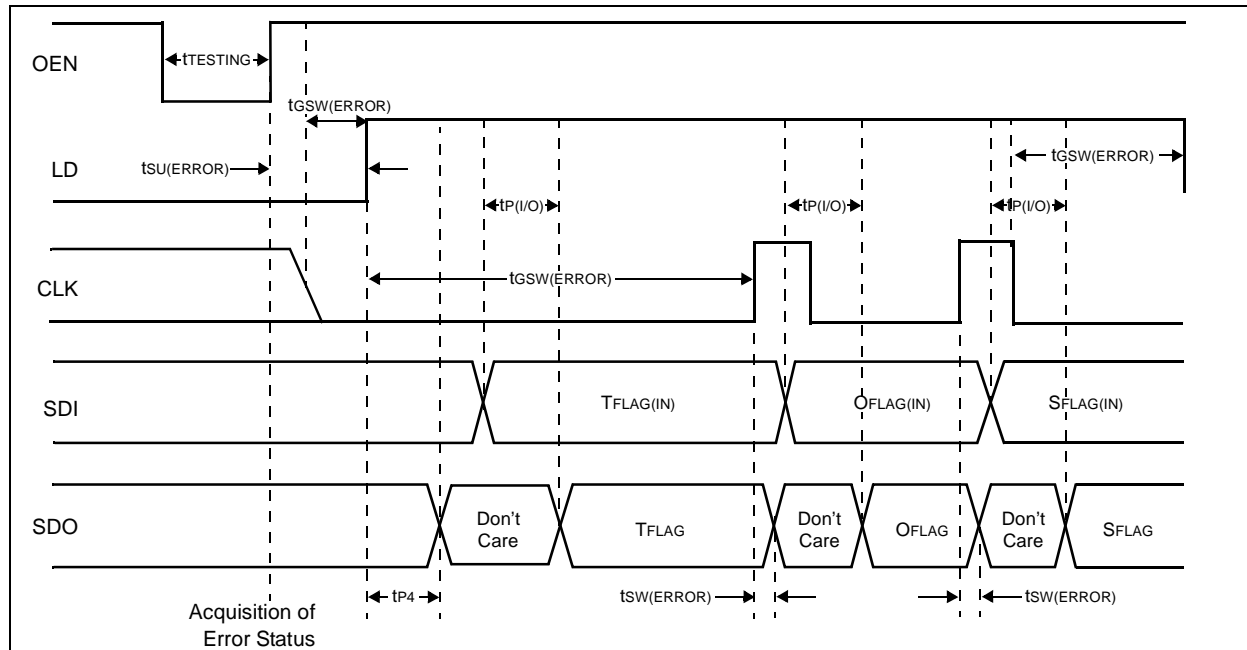 OEN
tTESTING
tGSW(ERROR)
LD
tSU(ERROR)
tGSW(ERROR)
tP(I/O)
tP(I/O)
tP(I/O)
CLK
tGSW(ERROR)
SDI
TFLAG(IN)
OFLAG(IN)
SFLAG(IN)
SDO
Don't
Care
TFLAG
Don't
Care
OFLAG
Don't
Care
SFLAG
tP4
tSW(ERROR)
tSW(ERROR)
Acquisition of
Error Status